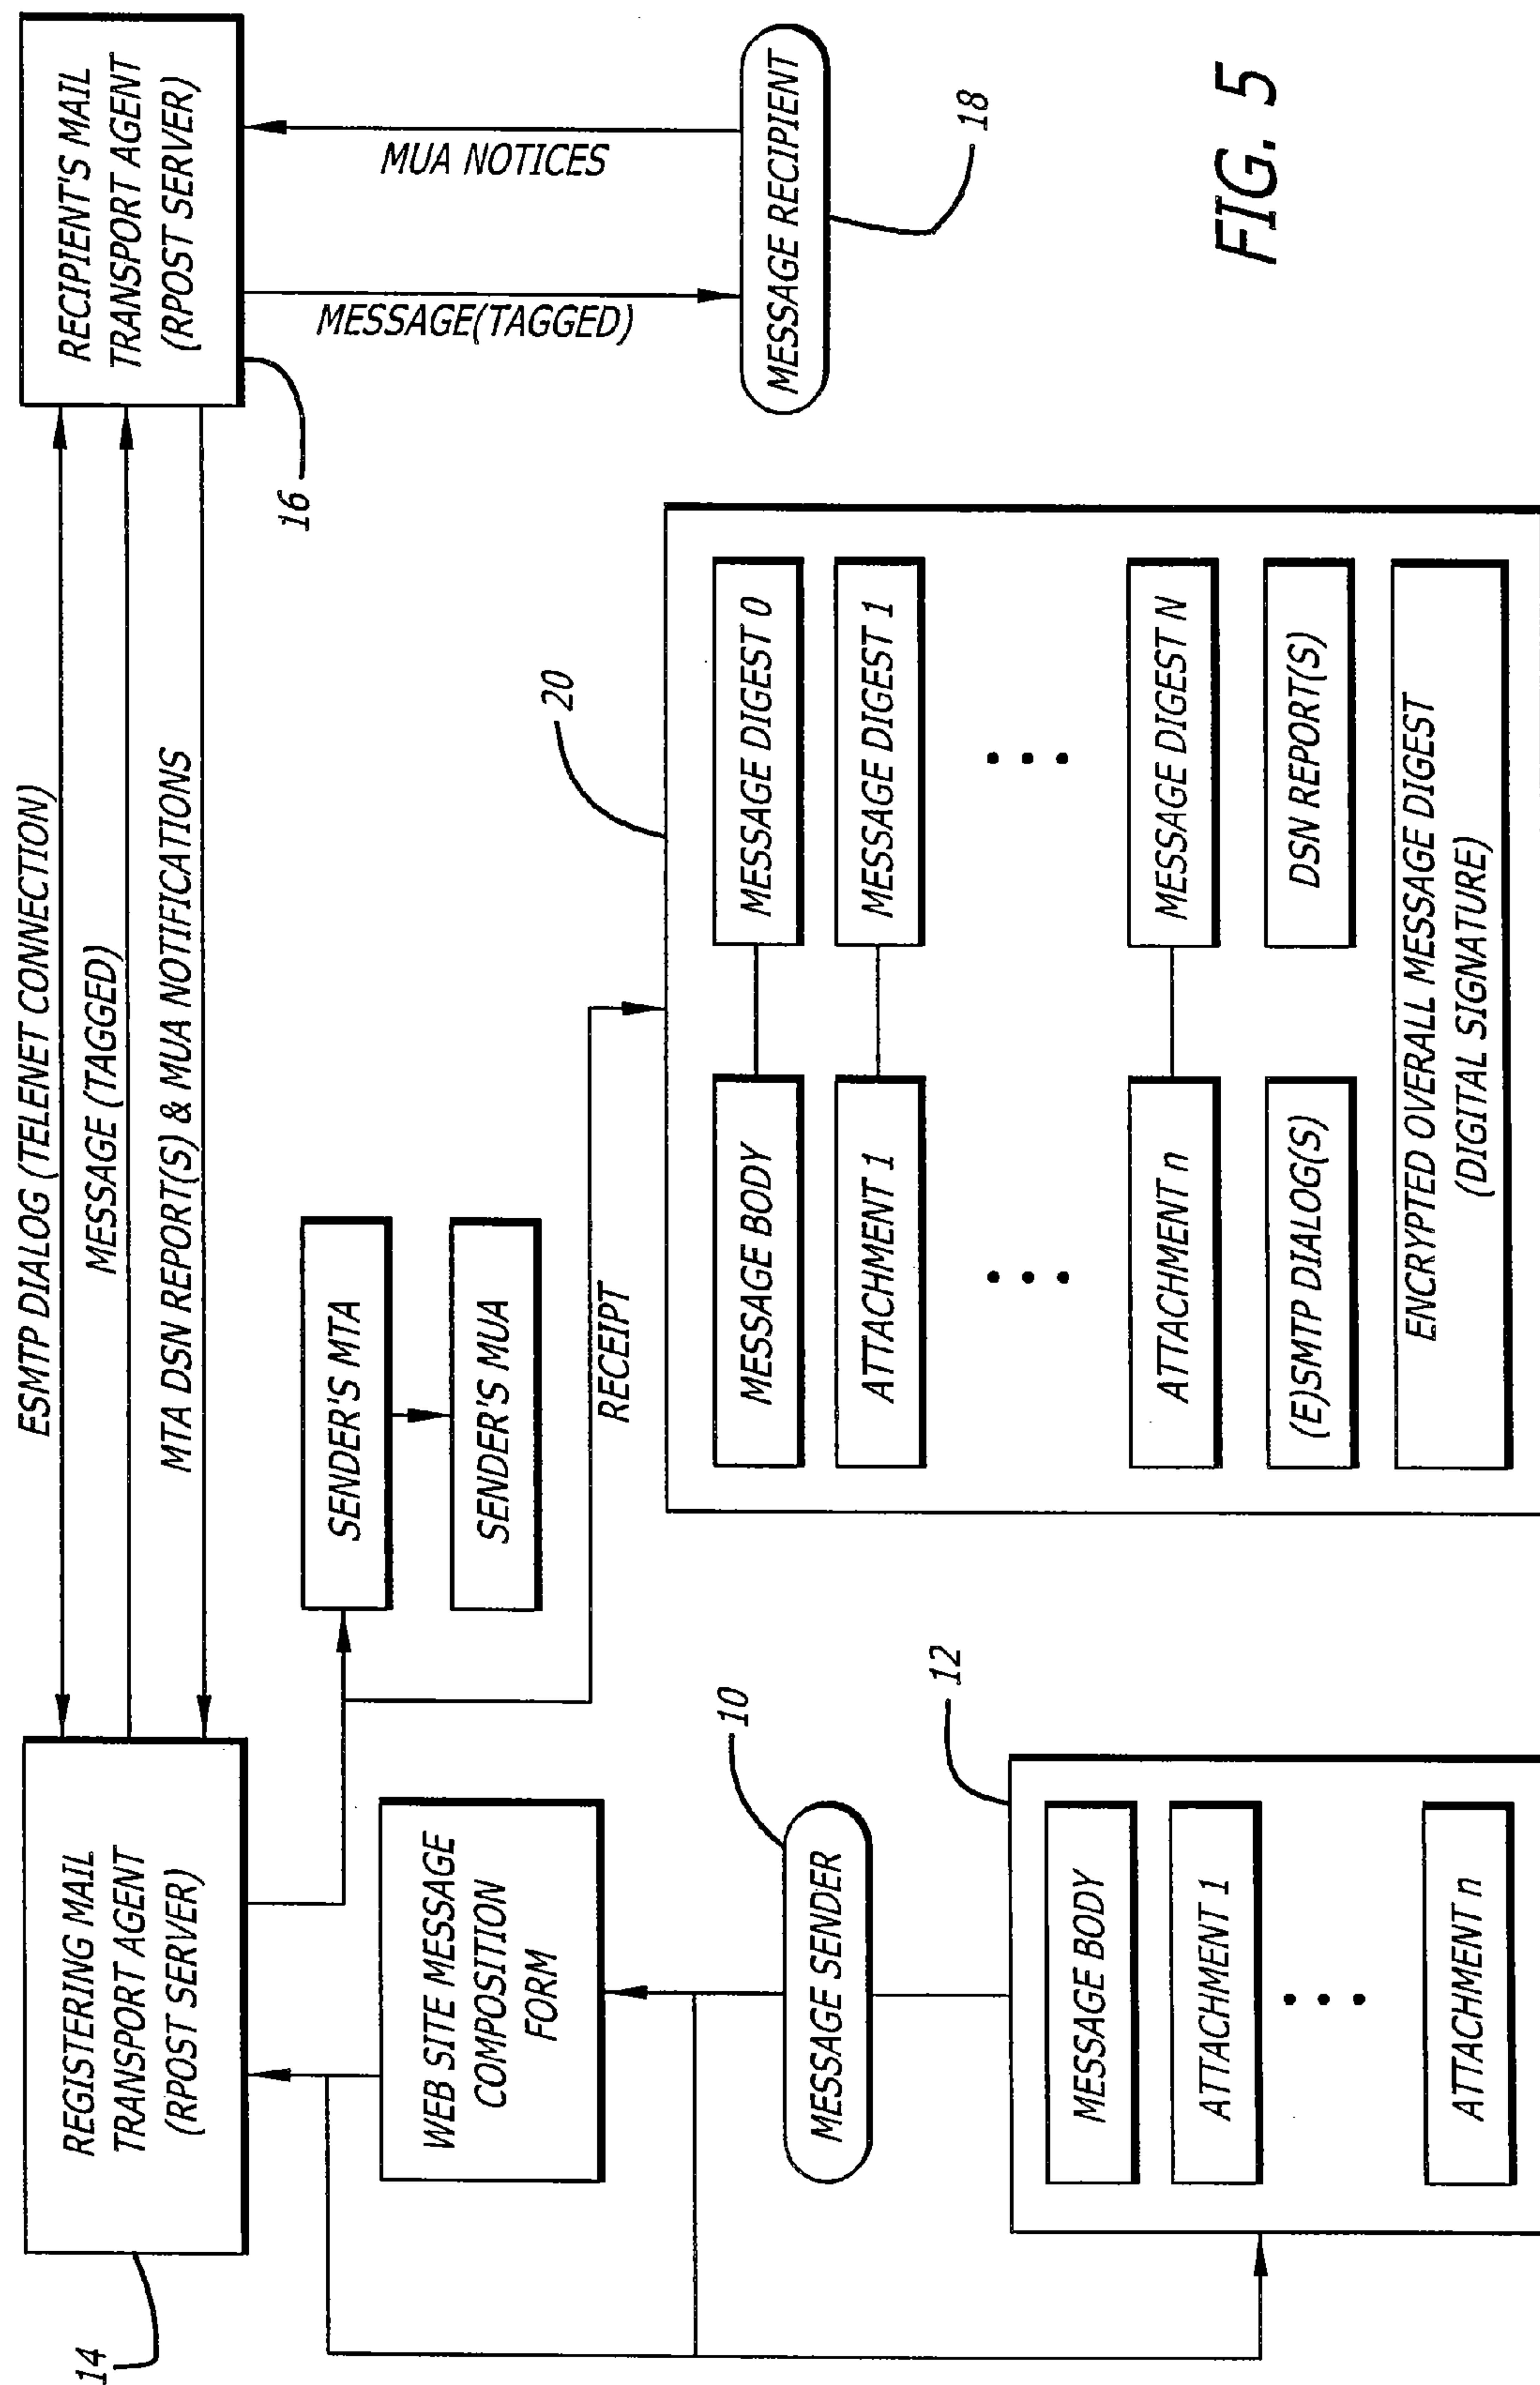 14
REGISTERING MAIL
TRANSPORT AGENT
(RPOST SERVER)
ESMTP DIALOG (TELENET CONNECTION)
MESSAGE (TAGGED)
MTA DSN REPORT(S) & MUA NOTIFICATIONS
RECIPIENT'S MAIL
TRANSPORT AGENT
(RPOST SERVER)
16
WEB SITE MESSAGE
COMPOSITION
FORM
SENDER'S MTA
SENDER'S MUA
RECEIPT
MESSAGE(TAGGED)
MUA NOTICES
MESSAGE SENDER
10
MESSAGE RECIPIENT
18
12
MESSAGE BODY
ATTACHMENT 1
ATTACHMENT n
20
MESSAGE BODY
MESSAGE DIGEST 0
ATTACHMENT 1
MESSAGE DIGEST 1
ATTACHMENT n
MESSAGE DIGEST N
(E)SMTP DIALOG(S)
DSN REPORT(S)
ENCRYPTED OVERALL MESSAGE DIGEST
(DIGITAL SIGNATURE)
FIG. 5